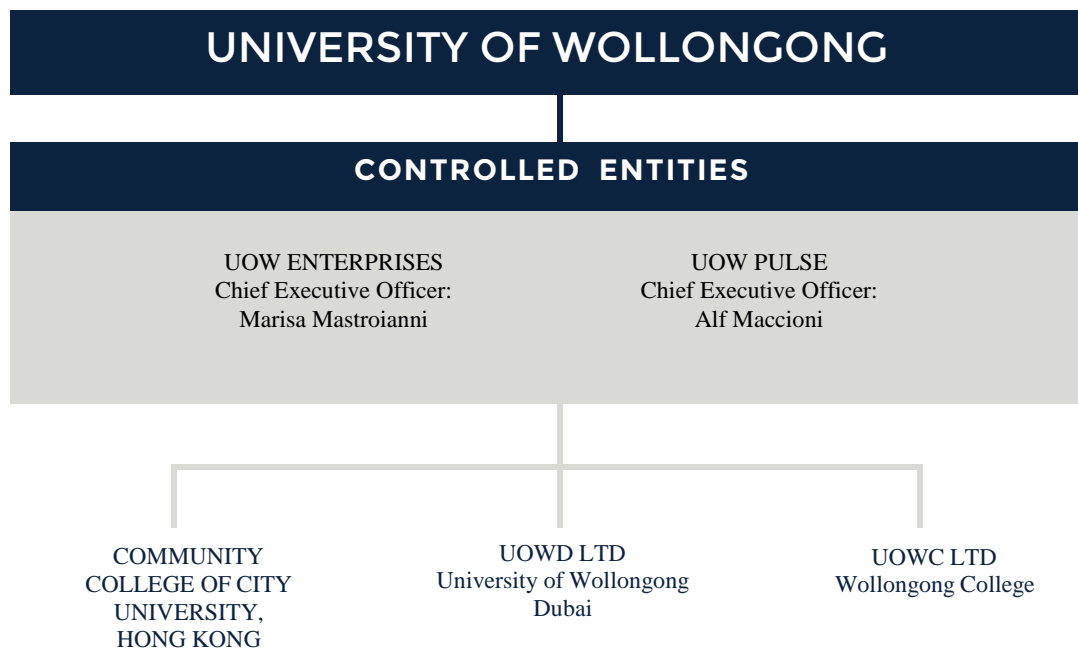 UNIVERSITY OF WOLLONGONG
CONTROLLED ENTITIES
UOW ENTERPRISES
Chief Executive Officer:
Marisa Mastroianni
UOW PULSE
Chief Executive Officer:
Alf Maccioni
COMMUNITY
COLLEGE OF CITY
UNIVERSITY,
HONG KONG
UOWD LTD
University of Wollongong
Dubai
UOWC LTD
Wollongong College